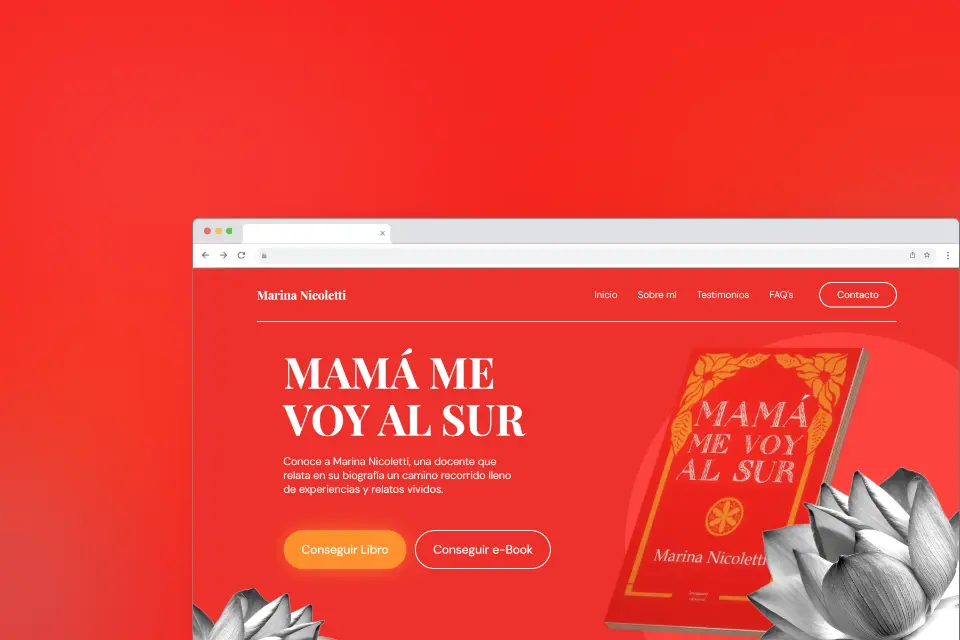 Marina Nicoletti
Inicio
Sobre mí
Testimonios
FAQ's
Contacto
MAMÁ ME
VOY AL SUR
Conoce a Marina Nicoletti, una docente que
relata en su biografía un camino recorrido lleno
de experiencias y relatos vividos.
Conseguir Libro
Conseguir e-Book
MAMÁ
ME VOY
AL SUR
Marina Nicoletti